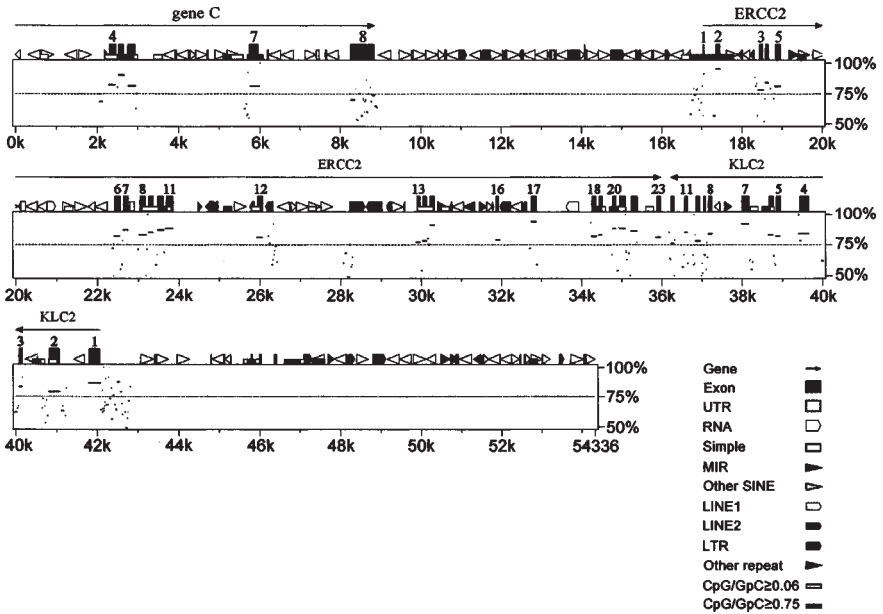 gene C ERCC2
4 7 8 1 2 3 5
100%
75%
50%
0k 2k 4k 6k 8k 10k 12k 14k 16k 18k 20k
ERCC2 KLC2
67 8 11 12 13 16 17 18 20 23 11 8 7 5 4
100%
75%
50%
20k 22k 24k 26k 28k 30k 32k 34k 36k 38k 40k
KLC2
3 2 1
100%
75%
50%
40k 42k 44k 46k 48k 50k 52k 54336
Gene
Exon
UTR
RNA
Simple
MIR
Other SINE
LINE1
LINE2
LTR
Other repeat
CpG/GpC≥0.06
CpG/GpC≥0.75